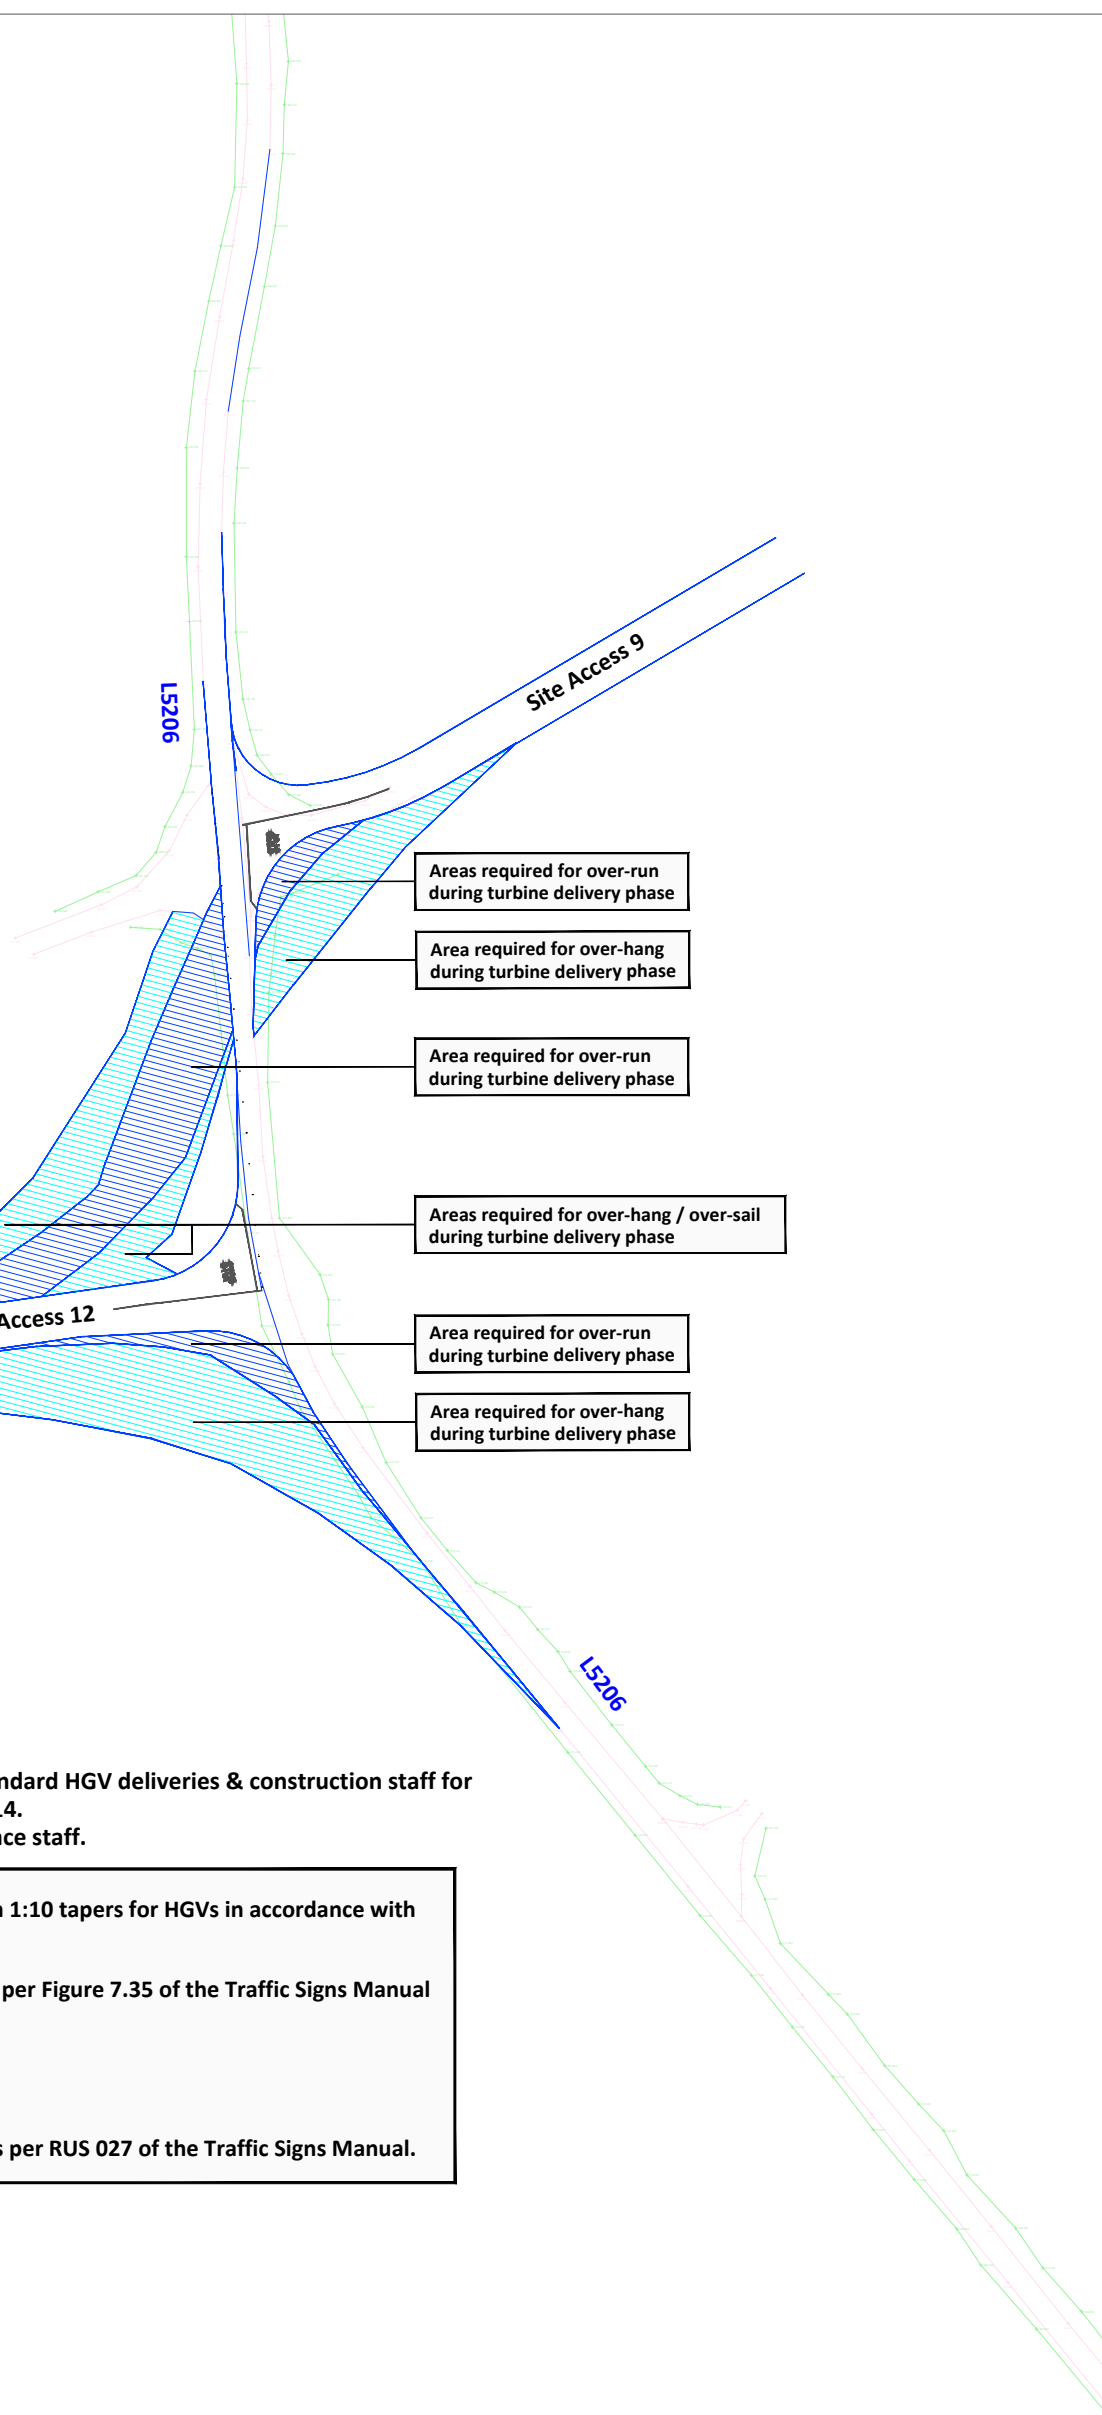 L5206
Site Access 9
Areas required for over-run
during turbine delivery phase
Area required for over-hang
during turbine delivery phase
Area required for over-run
during turbine delivery phase
Areas required for over-hang / over-sail
during turbine delivery phase
Access 12
Area required for over-run
during turbine delivery phase
Area required for over-hang
during turbine delivery phase
L5206
ndard HGV deliveries & construction staff for
14.
nce staff.
1:10 tapers for HGVs in accordance with
per Figure 7.35 of the Traffic Signs Manual
s per RUS 027 of the Traffic Signs Manual.